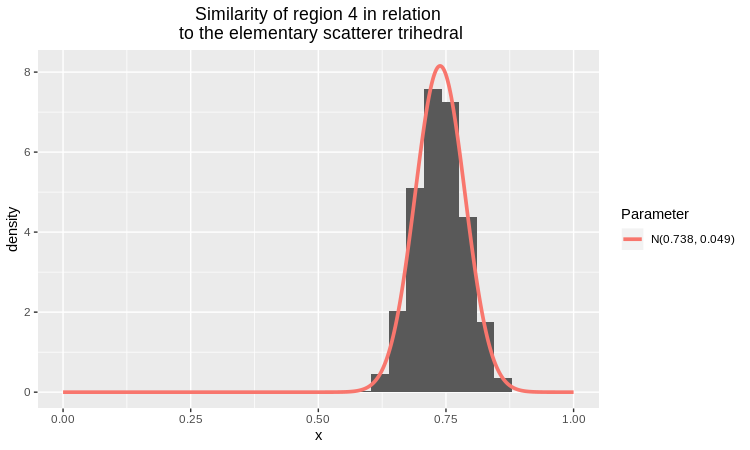 Similarity of region 4 in relation
to the elementary scatterer trihedral
density
8
6
4
2
0
0.00 0.25 0.50 0.75 1.00
x
Parameter
N(0.738, 0.049)